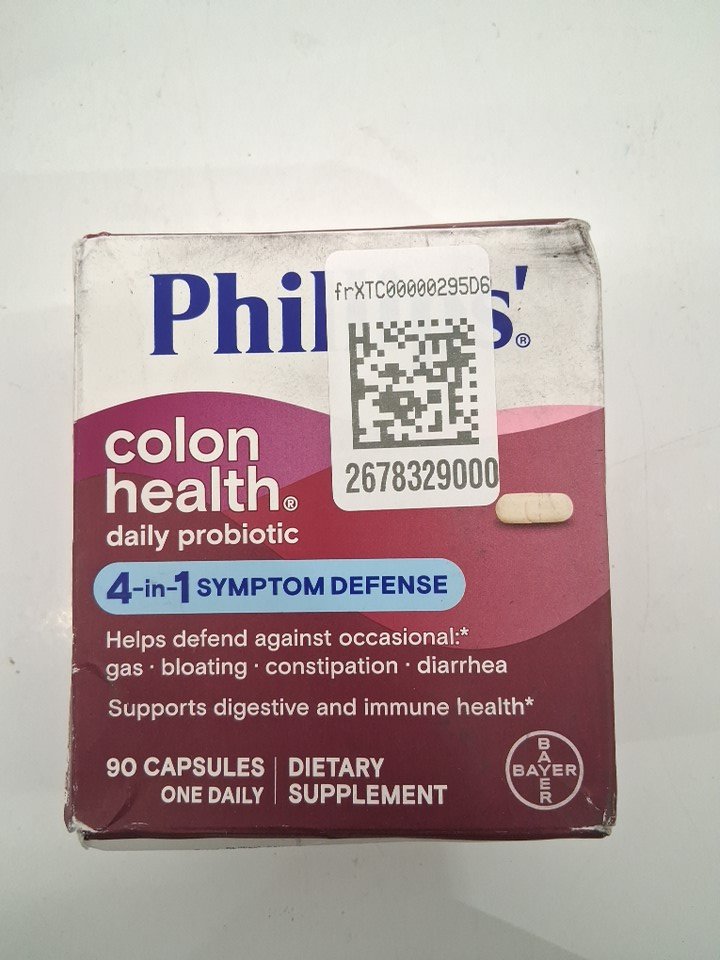 frXTC00000295D6
2678329000
colon
health®
daily probiotic
4-in-1 SYMPTOM DEFENSE
Helps defend against occasional:*
gas · bloating · constipation · diarrhea
Supports digestive and immune health*
90 CAPSULES
ONE DAILY
DIETARY
SUPPLEMENT
BAYER
BAYER